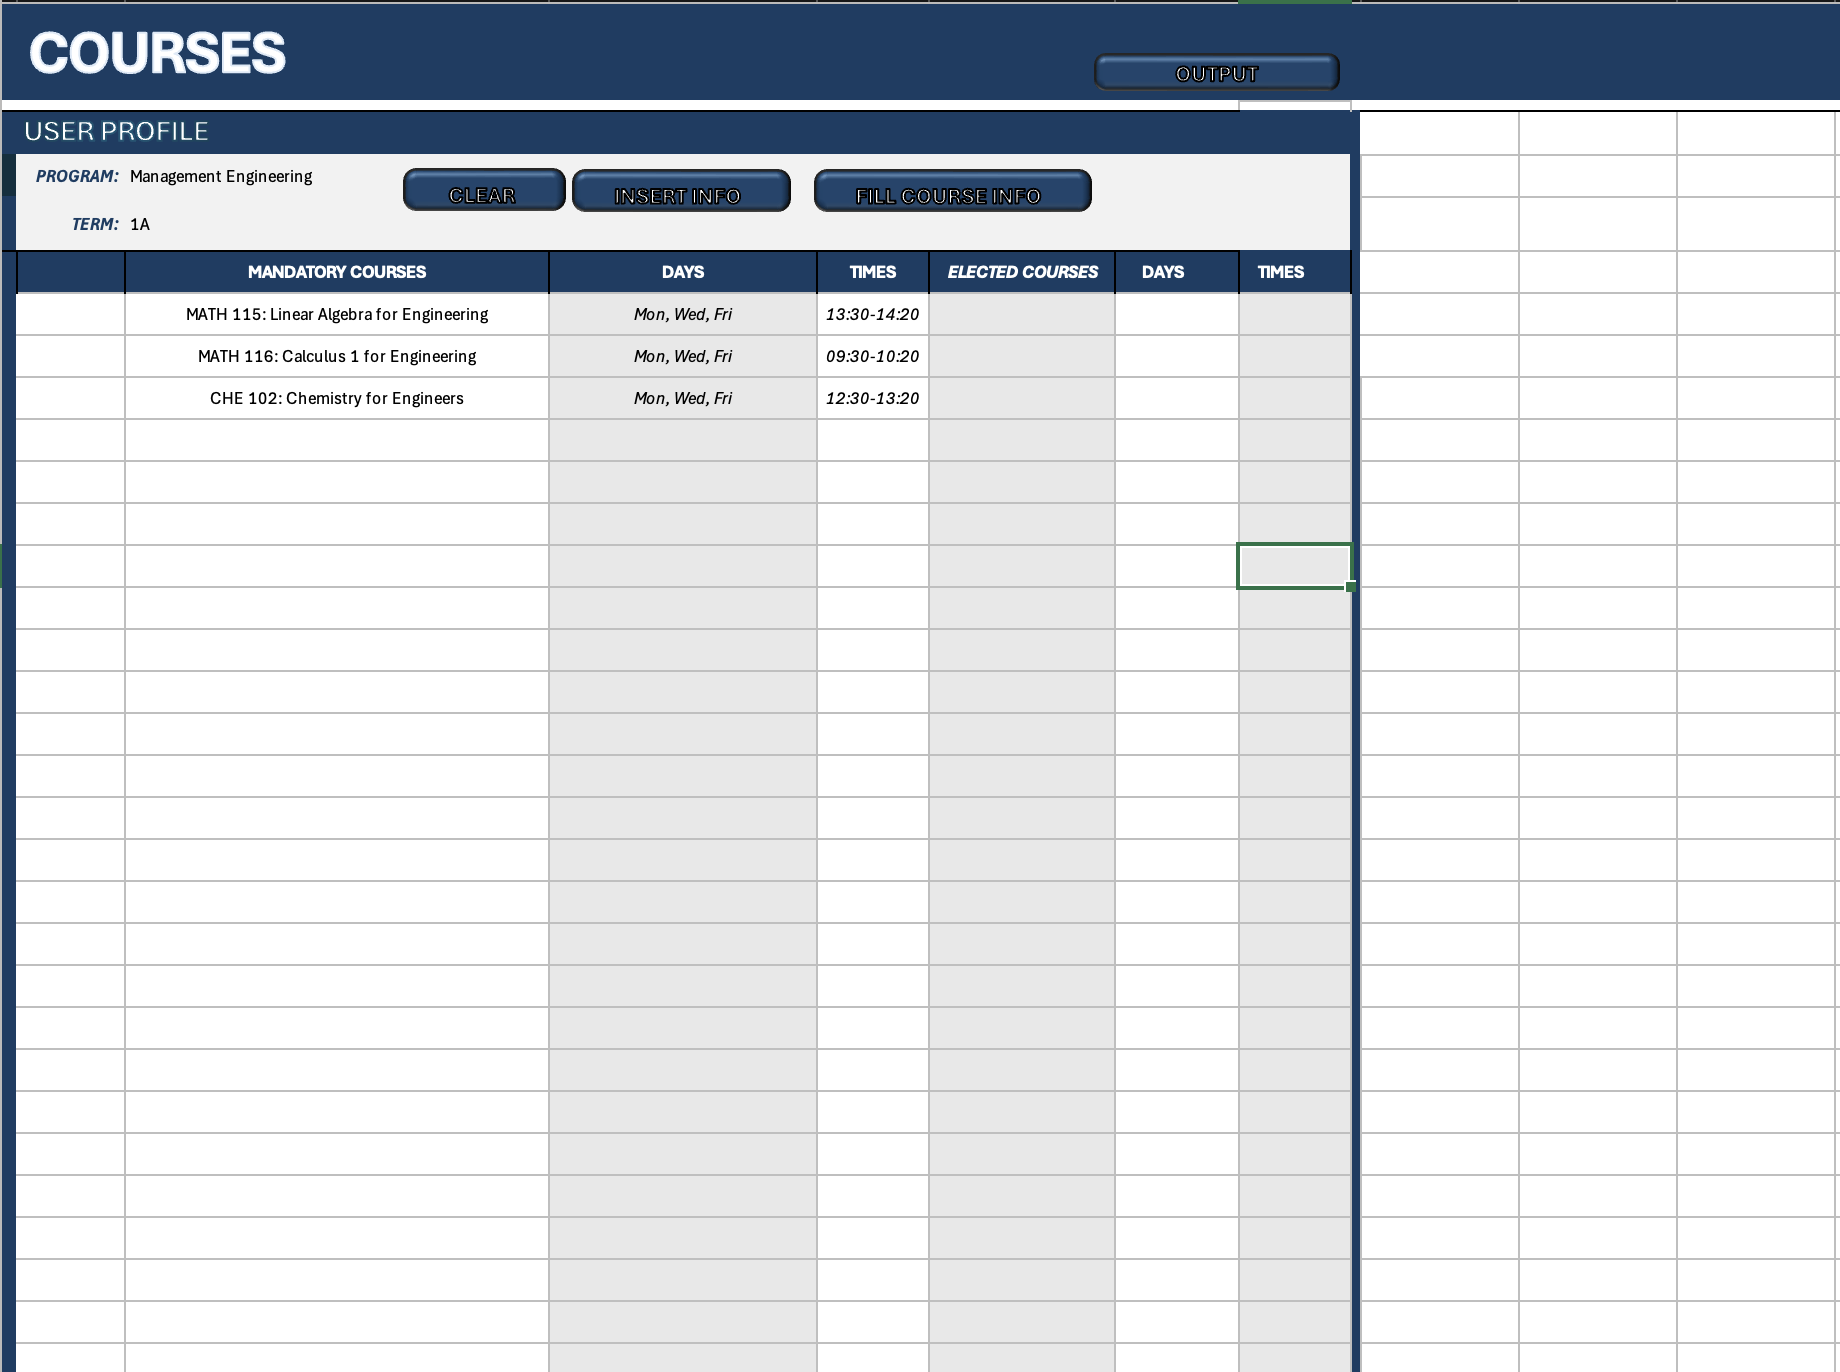 COURSES
OUTPUT
USER PROFILE
PROGRAM: Management Engineering
CLEAR INSERT INFO FILL COURSE INFO
TERM: 1A
MANDATORY COURSES DAYS TIMES ELECTED COURSES DAYS TIMES
MATH 115: Linear Algebra for Engineering Mon, Wed, Fri 13:30-14:20
MATH 116: Calculus 1 for Engineering Mon, Wed, Fri 09:30-10:20
CHE 102: Chemistry for Engineers Mon, Wed, Fri 12:30-13:20